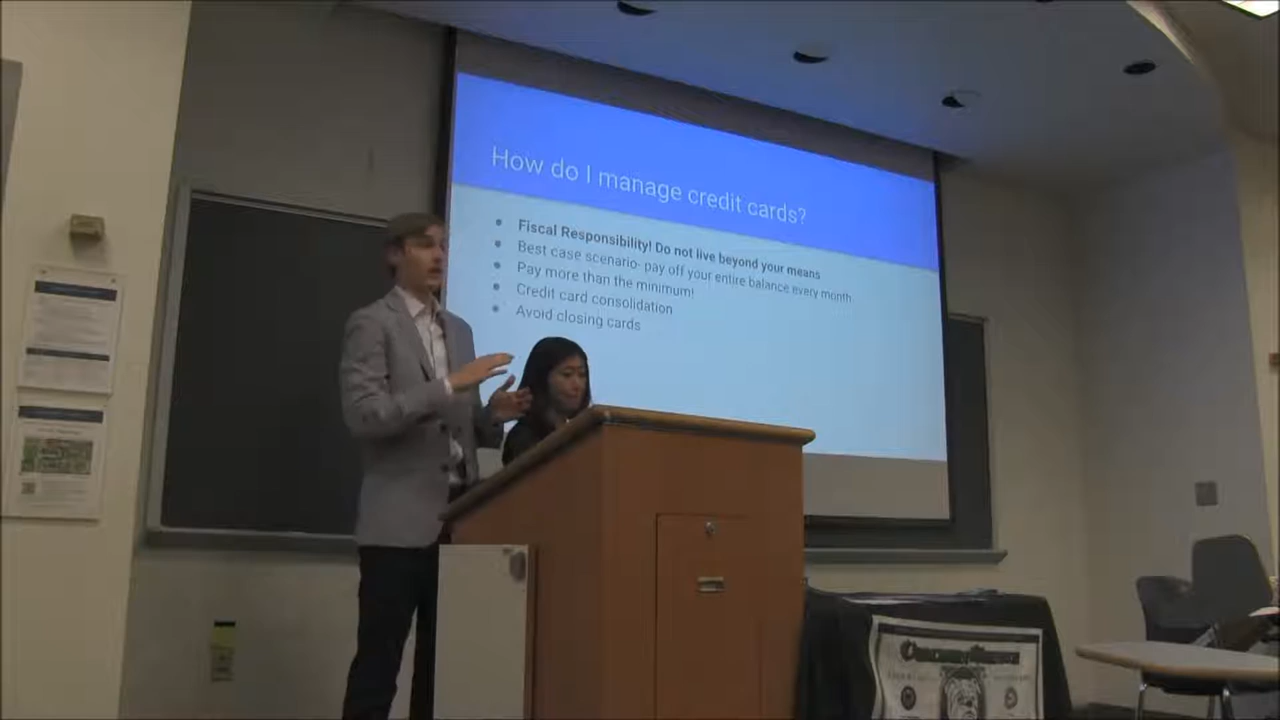 How do I manage credit cards?
• Fiscal Responsibility! Do not live beyond your means
• Best case scenario- pay off your entire balance every month
• Pay more than the minimum!
• Credit card consolidation
• Avoid closing cards